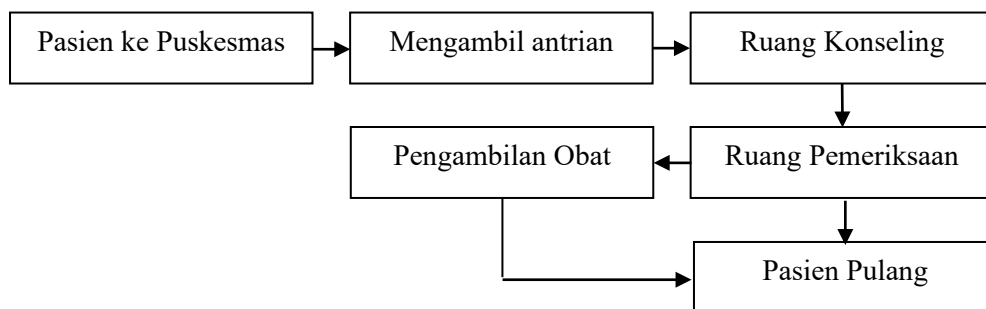 Pasien ke Puskesmas
Mengambil antrian
Ruang Konseling
Pengambilan Obat
Ruang Pemeriksaan
Pasien Pulang